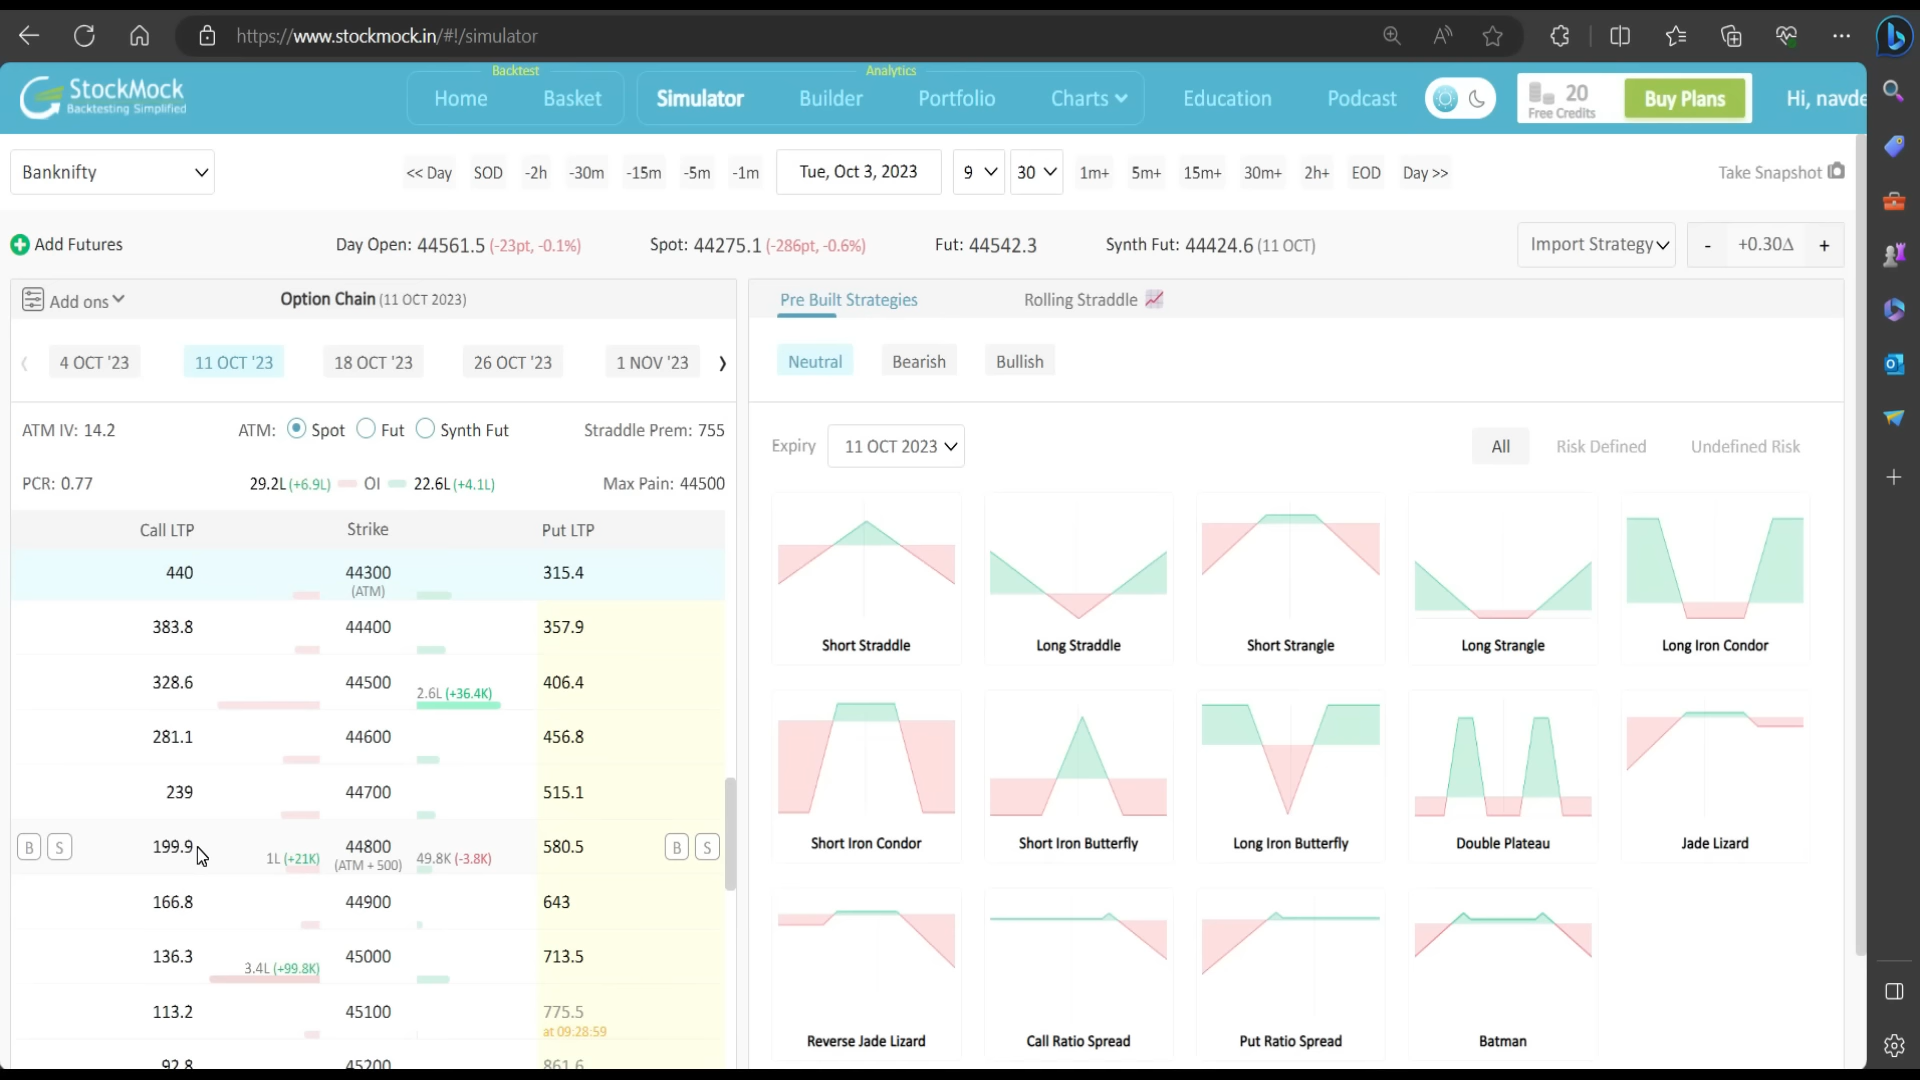 https://www.stockmock.in/#!/simulator
StockMock
Backtesting Simplified
Backtest
Home
Basket
Analytics
Simulator
Builder
Portfolio
Charts
Education
Podcast
20
Free Credits
Buy Plans
Hi, navde
Banknifty
<< Day
SOD
-2h
-30m
-15m
-5m
-1m
Tue, Oct 3, 2023
9
30
1m+
5m+
15m+
30m+
2h+
EOD
Day >>
Take Snapshot
Add Futures
Day Open: 44561.5 (-23pt, -0.1%)
Spot: 44275.1 (-286pt, -0.6%)
Fut: 44542.3
Synth Fut: 44424.6 (11 OCT)
Import Strategy
- +0.30Δ +
Add ons
Option Chain (11 OCT 2023)
4 OCT '23
11 OCT '23
18 OCT '23
26 OCT '23
1 NOV '23
ATM IV: 14.2
ATM: Spot Fut Synth Fut
Straddle Prem: 755
PCR: 0.77
29.2L (+6.9L) OI 22.6L (+4.1L)
Max Pain: 44500
Call LTP Strike Put LTP
440 44300 315.4
(ATM)
383.8 44400 357.9
328.6 44500 406.4
2.6L (+36.4K)
281.1 44600 456.8
239 44700 515.1
B S 199.9 44800 580.5 B S
1L (+21K) (ATM + 500) 49.8K (-3.8K)
166.8 44900 643
136.3 45000 713.5
3.4L (+99.8K)
113.2 45100 775.5
at 09:28:59
92.8 45200 861.6
Pre Built Strategies
Rolling Straddle
Neutral
Bearish
Bullish
Expiry
11 OCT 2023
All
Risk Defined
Undefined Risk
Short Straddle
Long Straddle
Short Strangle
Long Strangle
Long Iron Condor
Short Iron Condor
Short Iron Butterfly
Long Iron Butterfly
Double Plateau
Jade Lizard
Reverse Jade Lizard
Call Ratio Spread
Put Ratio Spread
Batman